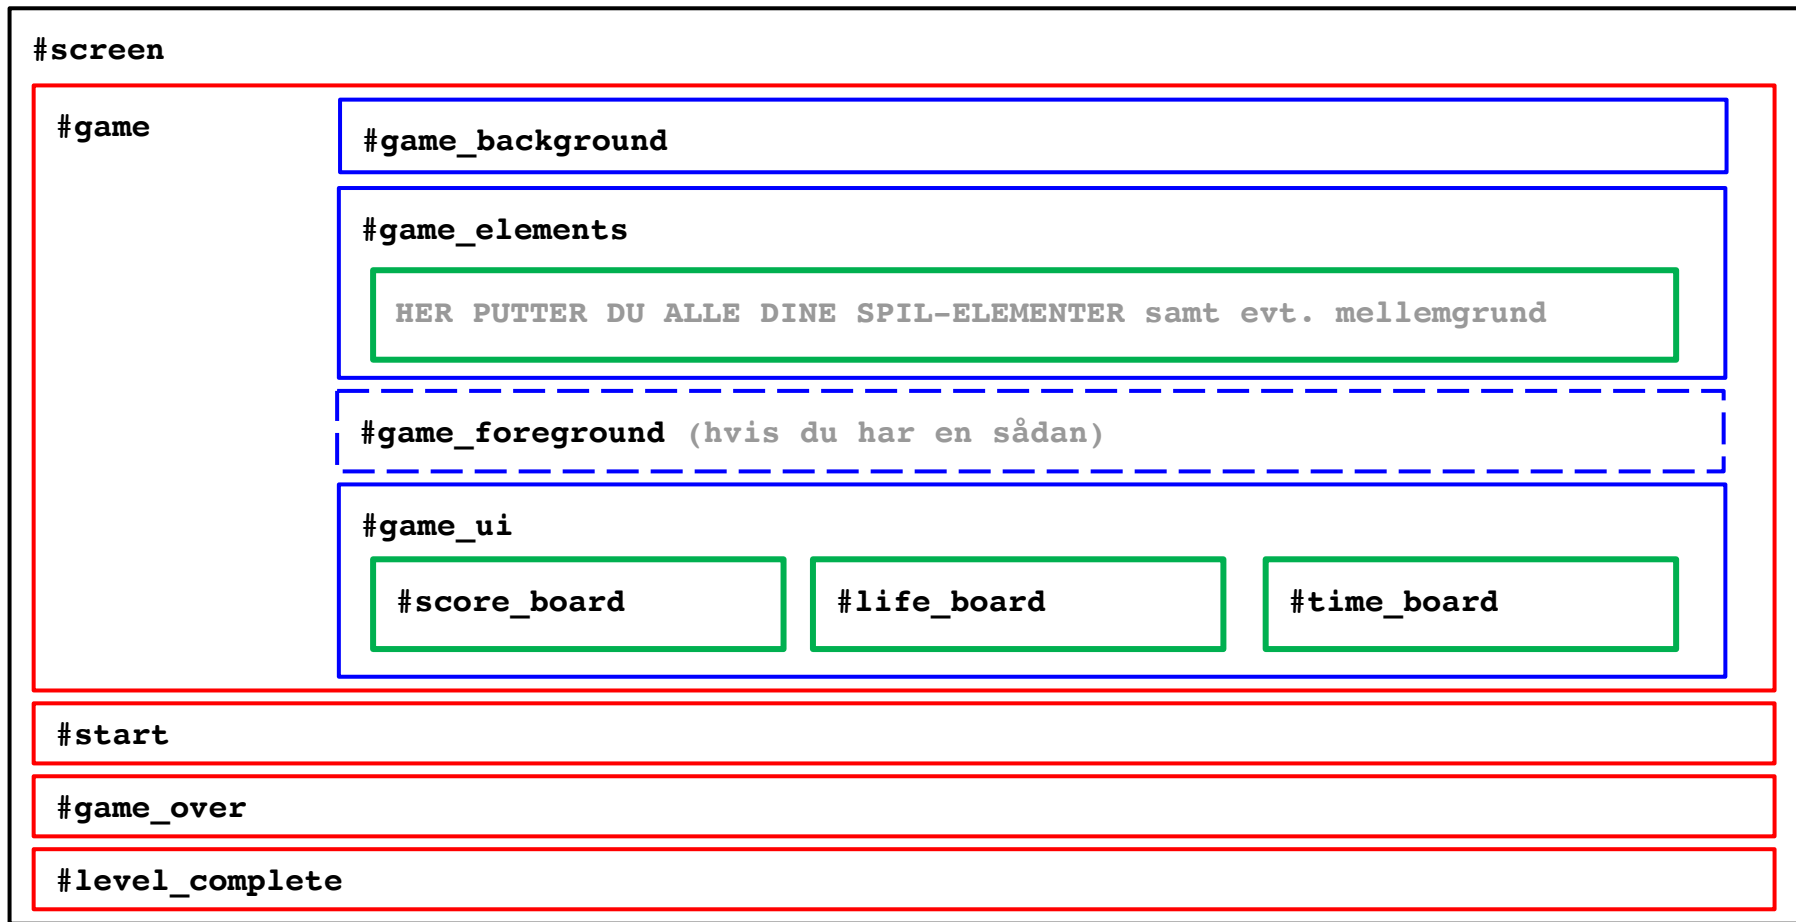 #screen
#game
#game_background
#game_elements
HER PUTTER DU ALLE DINE SPIL-ELEMENTER samt evt. mellemgrund
#game_foreground (hvis du har en sådan)
#game_ui
#score_board
#life_board
#time_board
#start
#game_over
#level_complete